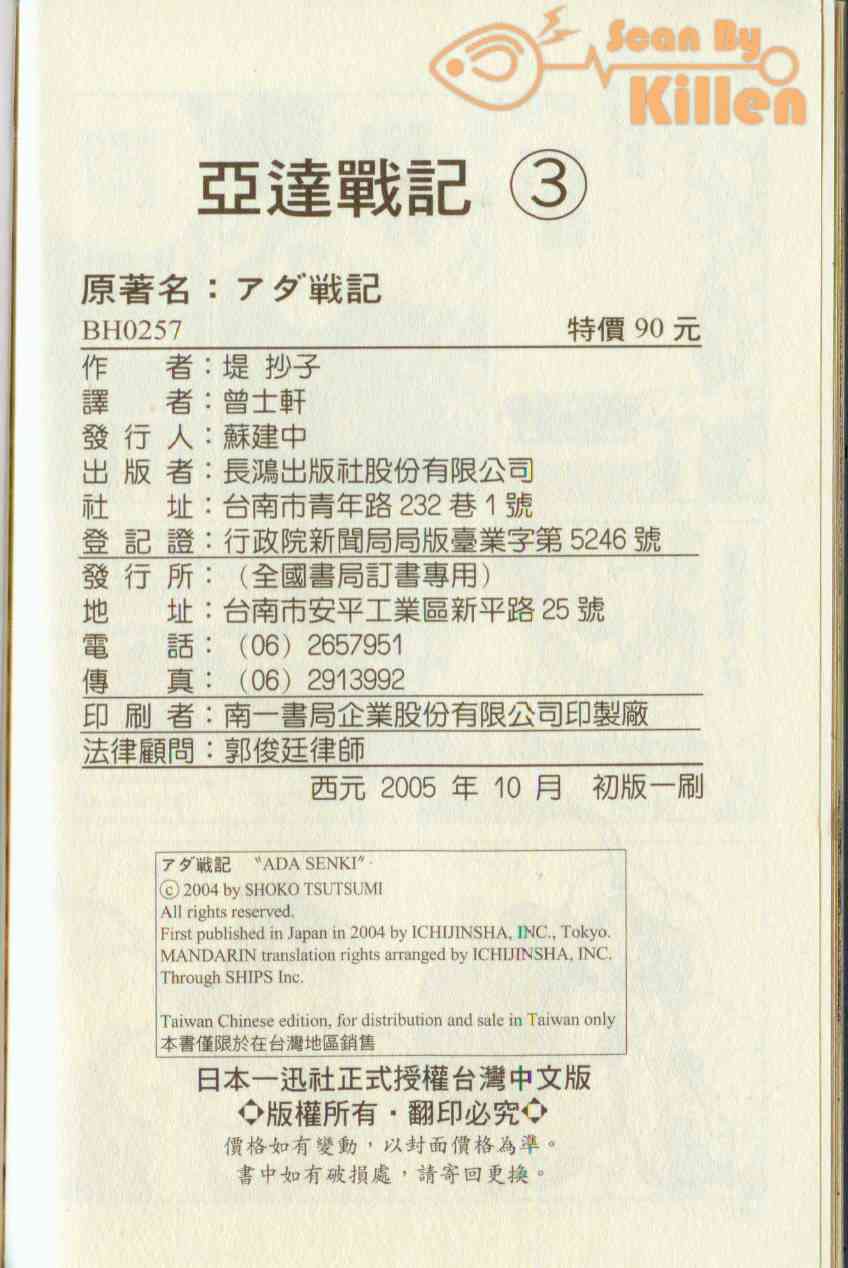 Scan By
Killen
亞達戰記 ③
原著名：アダ戦記
BH0257 特價 90 元
作者：堤 抄子
譯者：曾士軒
發行人：蘇建中
出版者：長鴻出版社股份有限公司
社址：台南市青年路 232 巷 1 號
登記證：行政院新聞局局版臺業字第 5246 號
發行所：（全國書局訂書專用）
地址：台南市安平工業區新平路 25 號
電話：（06）2657951
傳真：（06）2913992
印刷者：南一書局企業股份有限公司印製廠
法律顧問：郭俊廷律師
西元 2005 年 10 月 初版一刷
アダ戦記 〝ADA SENKI〞
ⓒ 2004 by SHOKO TSUTSUMI
All rights reserved.
First published in Japan in 2004 by ICHIJINSHA, INC., Tokyo.
MANDARIN translation rights arranged by ICHIJINSHA, INC.
Through SHIPS Inc.
Taiwan Chinese edition, for distribution and sale in Taiwan only
本書僅限於在台灣地區銷售
日本一迅社正式授權台灣中文版
版權所有・翻印必究
價格如有變動，以封面價格為準。
書中如有破損處，請寄回更換。